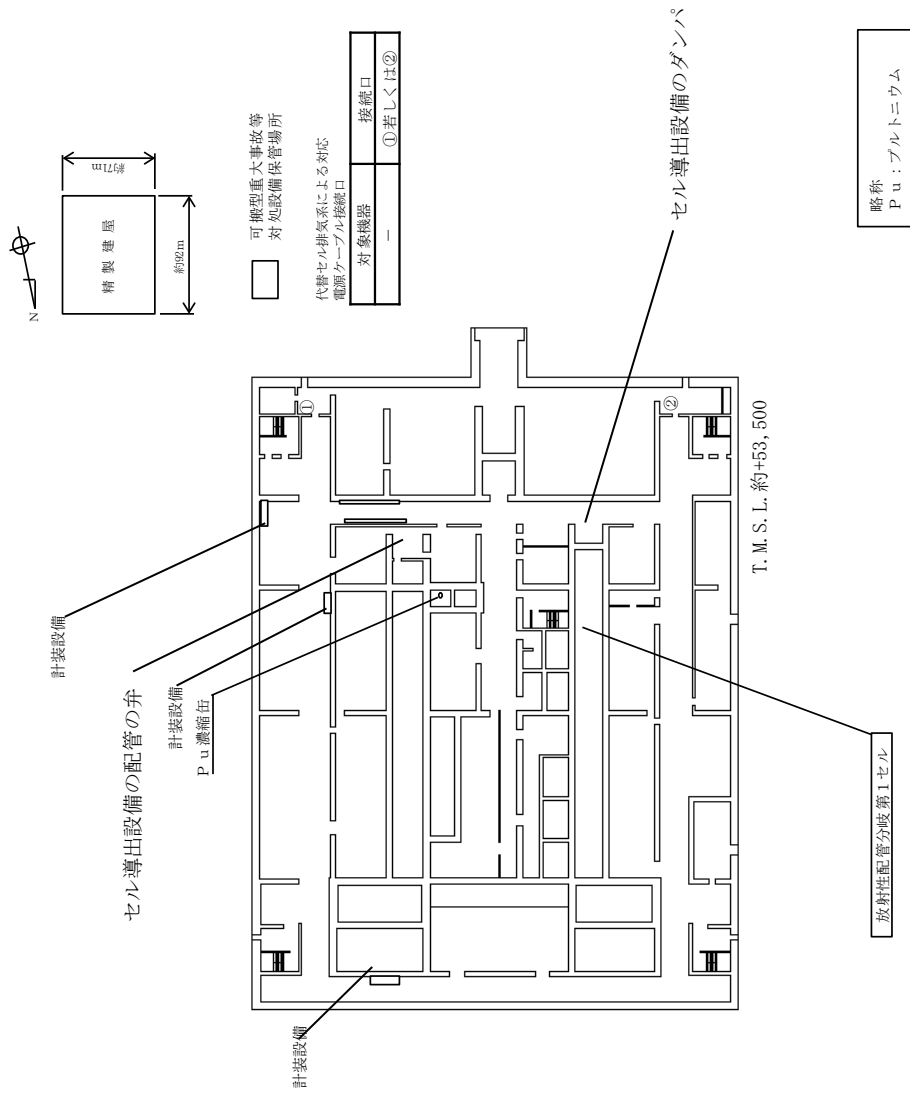 N
精製建屋
約92m
約71m
可搬型重大事故等
対処設備保管場所
代替セル排気系による対応
電源ケーブル接続口
対象機器
接続口
－
①若しくは②
計装設備
セル導出設備の配管の弁
計装設備
Pu濃縮缶
計装設備
①
②
セル導出設備のダンパ
放射性配管分岐第1セル
T.M.S.L.約+53,500
略称
Pu：プルトニウム